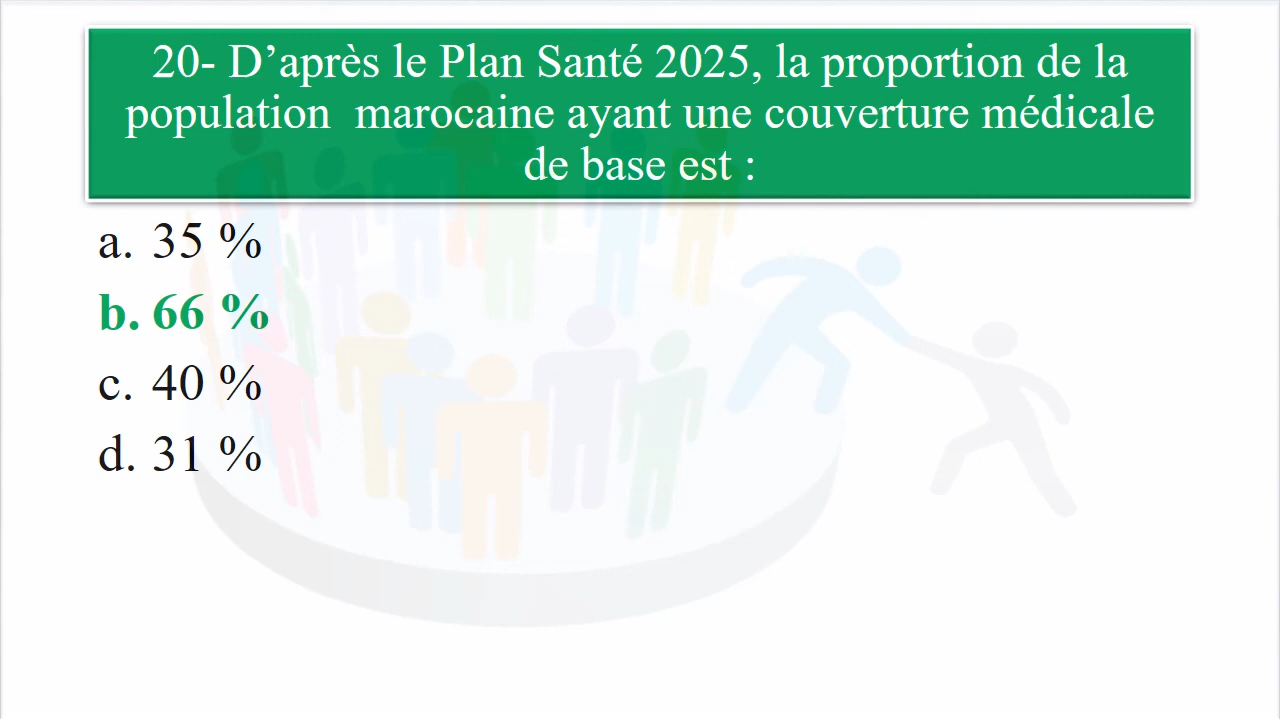 20- D’après le Plan Santé 2025, la proportion de la
population marocaine ayant une couverture médicale
de base est :
a. 35 %
b. 66 %
c. 40 %
d. 31 %